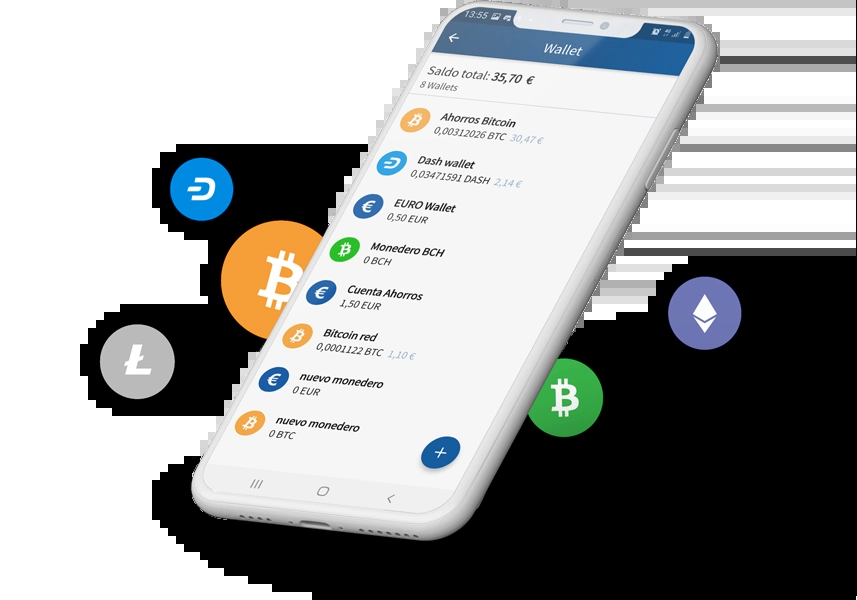 13:55
Wallet
Saldo total: 35,70 €
8 Wallets
Ahorros Bitcoin
0,00312026 BTC 30,47 €
Dash wallet
0,03471591 DASH 2,14 €
EURO Wallet
0,50 EUR
Monedero BCH
0 BCH
Cuenta Ahorros
1,50 EUR
Bitcoin red
0,0001122 BTC 1,10 €
nuevo monedero
0 EUR
nuevo monedero
0 BTC